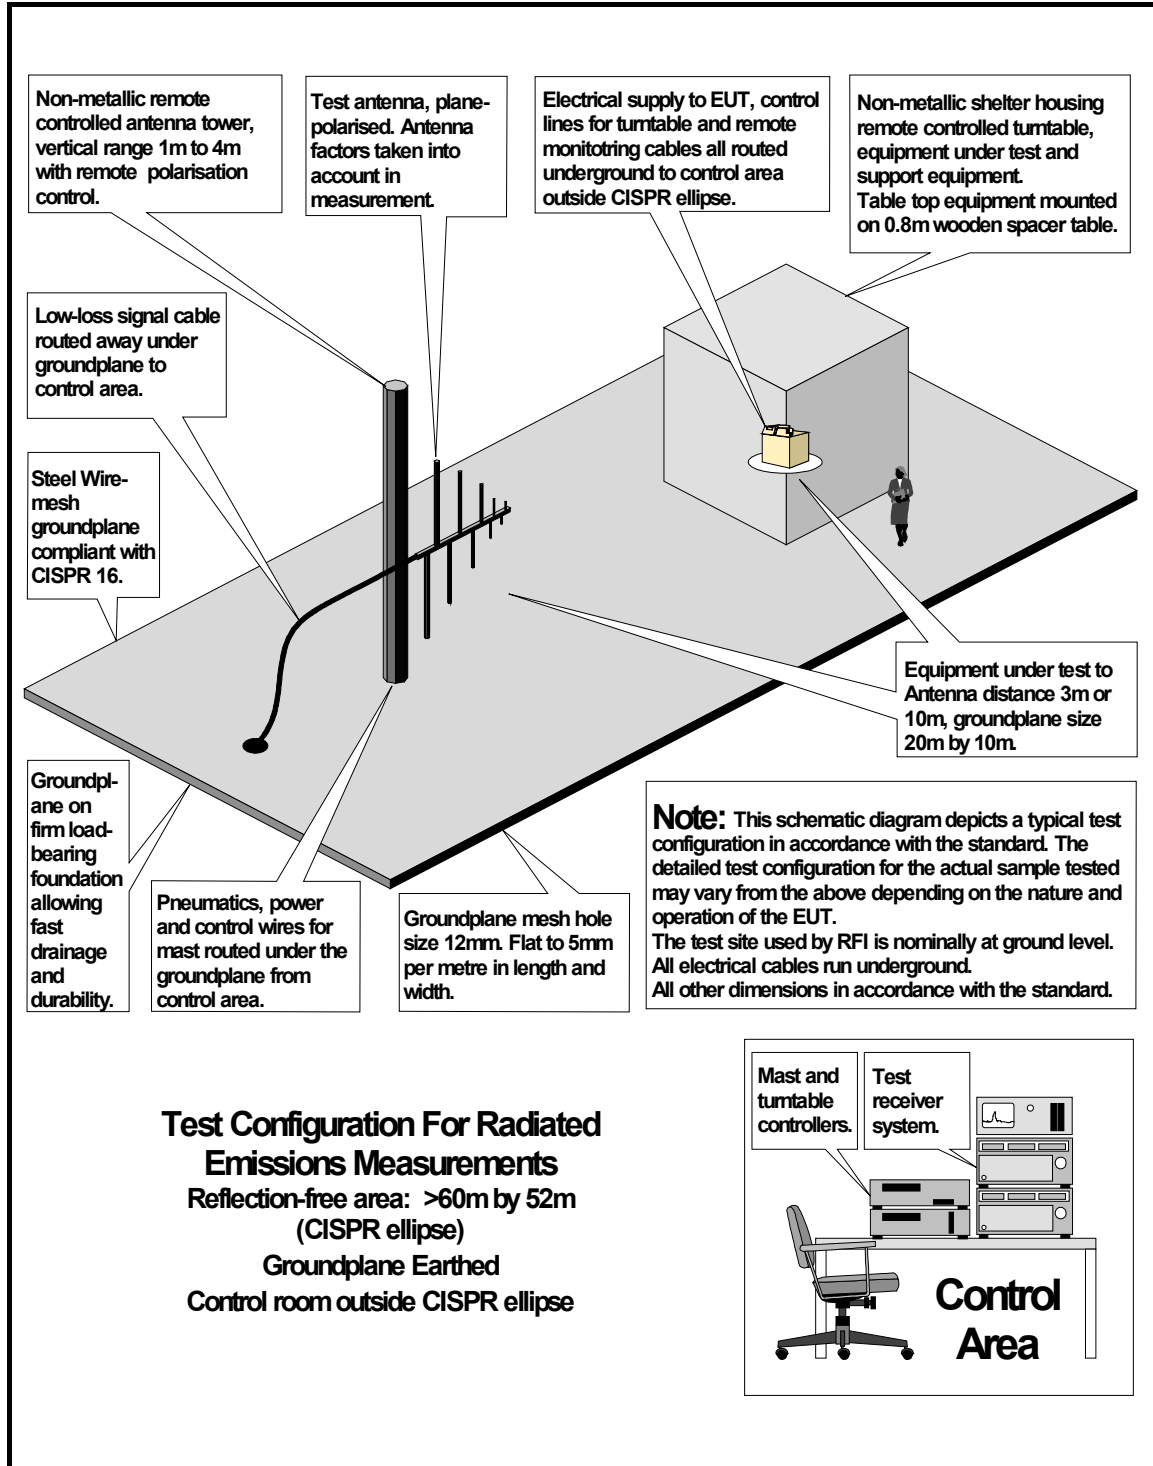 Non-metallic remote
controlled antenna tower,
vertical range 1m to 4m
with remote polarisation
control.
Test antenna, plane-
polarised. Antenna
factors taken into
account in
measurement.
Electrical supply to EUT, control
lines for turntable and remote
monitotring cables all routed
underground to control area
outside CISPR ellipse.
Non-metallic shelter housing
remote controlled turntable,
equipment under test and
support equipment.
Table top equipment mounted
on 0.8m wooden spacer table.
Low-loss signal cable
routed away under
groundplane to
control area.
Steel Wire-
mesh
groundplane
compliant with
CISPR 16.
Equipment under test to
Antenna distance 3m or
10m, groundplane size
20m by 10m.
Groundpl-
ane on
firm load-
bearing
foundation
allowing
fast
drainage
and
durability.
Pneumatics, power
and control wires for
mast routed under the
groundplane from
control area.
Groundplane mesh hole
size 12mm. Flat to 5mm
per metre in length and
width.
Note: This schematic diagram depicts a typical test
configuration in accordance with the standard. The
detailed test configuration for the actual sample tested
may vary from the above depending on the nature and
operation of the EUT.
The test site used by RFI is nominally at ground level.
All electrical cables run underground.
All other dimensions in accordance with the standard.
Test Configuration For Radiated
Emissions Measurements
Reflection-free area: >60m by 52m
(CISPR ellipse)
Groundplane Earthed
Control room outside CISPR ellipse
Mast and
turntable
controllers.
Test
receiver
system.
Control
Area